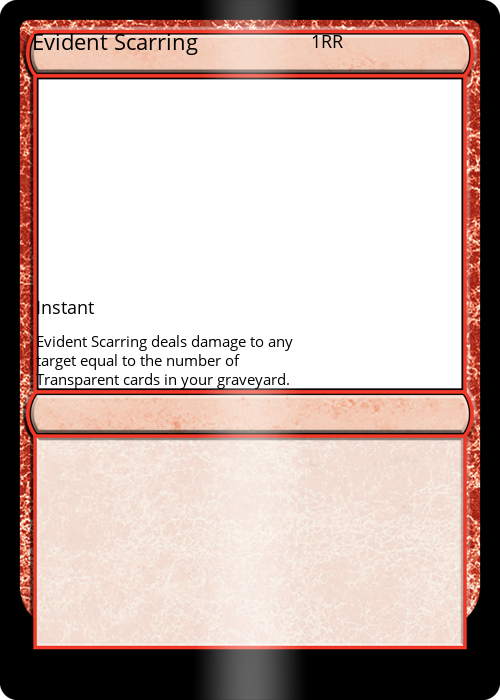 Evident Scarring 1RR
Instant
Evident Scarring deals damage to any
target equal to the number of
Transparent cards in your graveyard.